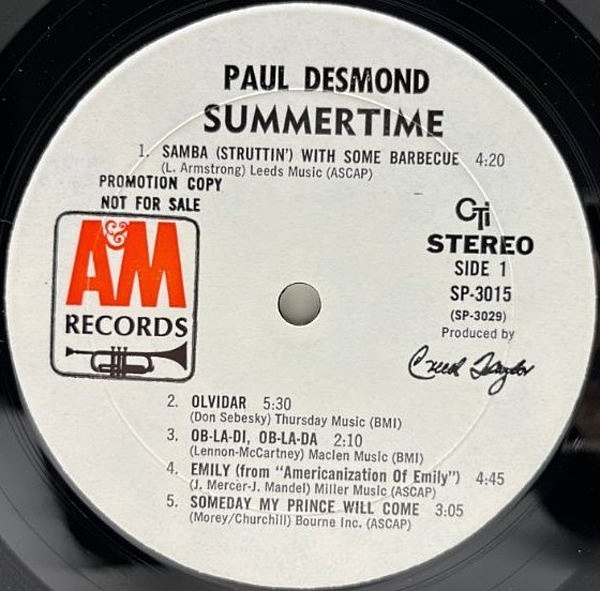 PAUL DESMOND
SUMMERTIME
1. SAMBA (STRUTTIN') WITH SOME BARBECUE 4:20
(L. Armstrong) Leeds Music (ASCAP)
PROMOTION COPY
NOT FOR SALE
A&M
RECORDS
CTi
STEREO
SIDE 1
SP-3015
(SP-3029)
Produced by
Creed Taylor
2. OLVIDAR 5:30
(Don Sebesky) Thursday Music (BMI)
3. OB-LA-DI, OB-LA-DA 2:10
(Lennon-McCartney) Maclen Music (BMI)
4. EMILY (from "Americanization Of Emily") 4:45
(J. Mercer-J. Mandel) Miller Music (ASCAP)
5. SOMEDAY MY PRINCE WILL COME 3:05
(Morey/Churchill) Bourne Inc. (ASCAP)